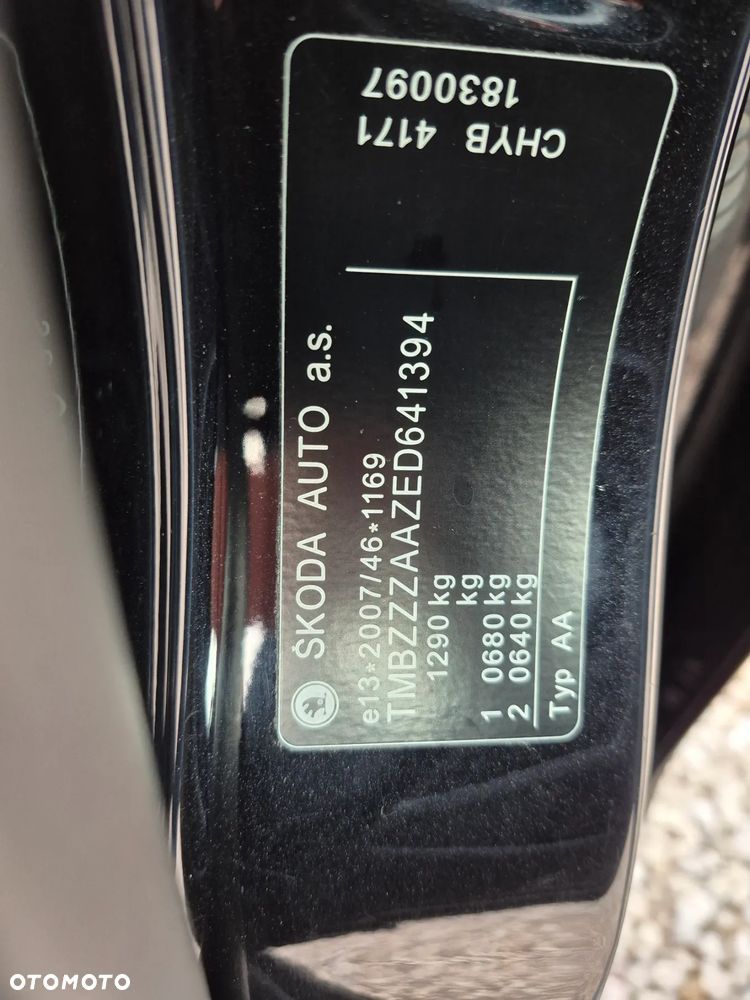 ŠKODA AUTO a.s.
e13*2007/46*1169
TMBZZZAAZED641394
1290 kg
kg
1 0680 kg
2 0640 kg
Typ AA
CHYB 4171
1830097
OTOMOTO